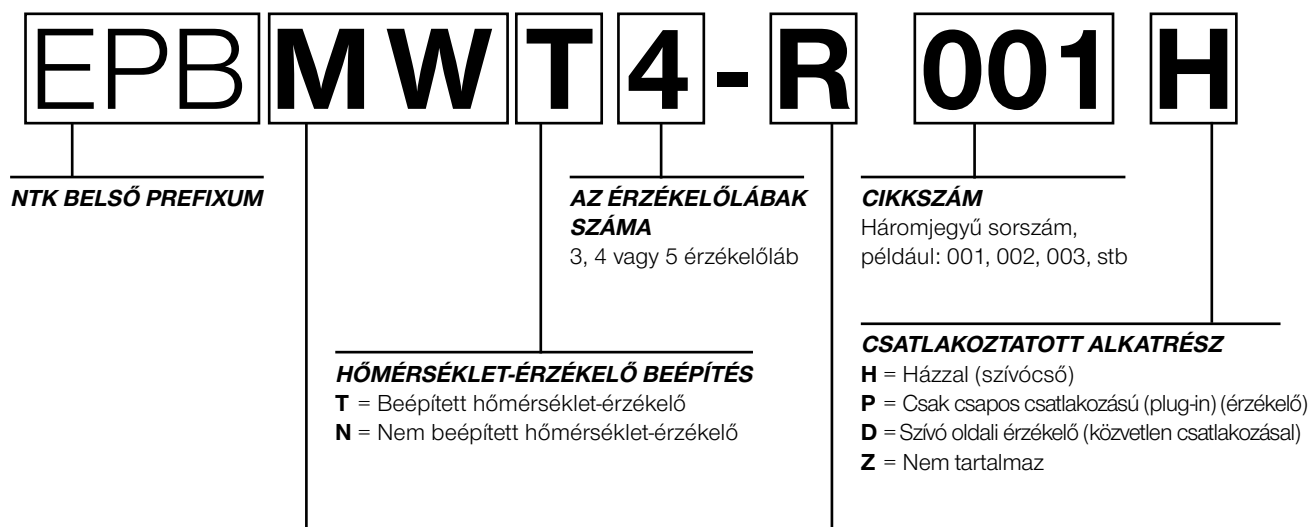 EPB MW T 4 - R 001 H
NTK BELSŐ PREFIXUM
AZ ÉRZÉKELŐLÁBAK
SZÁMA
3, 4 vagy 5 érzékelőláb
CIKKSZÁM
Háromjegyű sorszám,
például: 001, 002, 003, stb
HŐMÉRSÉKLET-ÉRZÉKELŐ BEÉPÍTÉS
T = Beépített hőmérséklet-érzékelő
N = Nem beépített hőmérséklet-érzékelő
CSATLAKOZTATOTT ALKATRÉSZ
H = Házzal (szívócső)
P = Csak csapos csatlakozású (plug-in) (érzékelő)
D = Szívó oldali érzékelő (közvetlen csatlakozásal)
Z = Nem tartalmaz